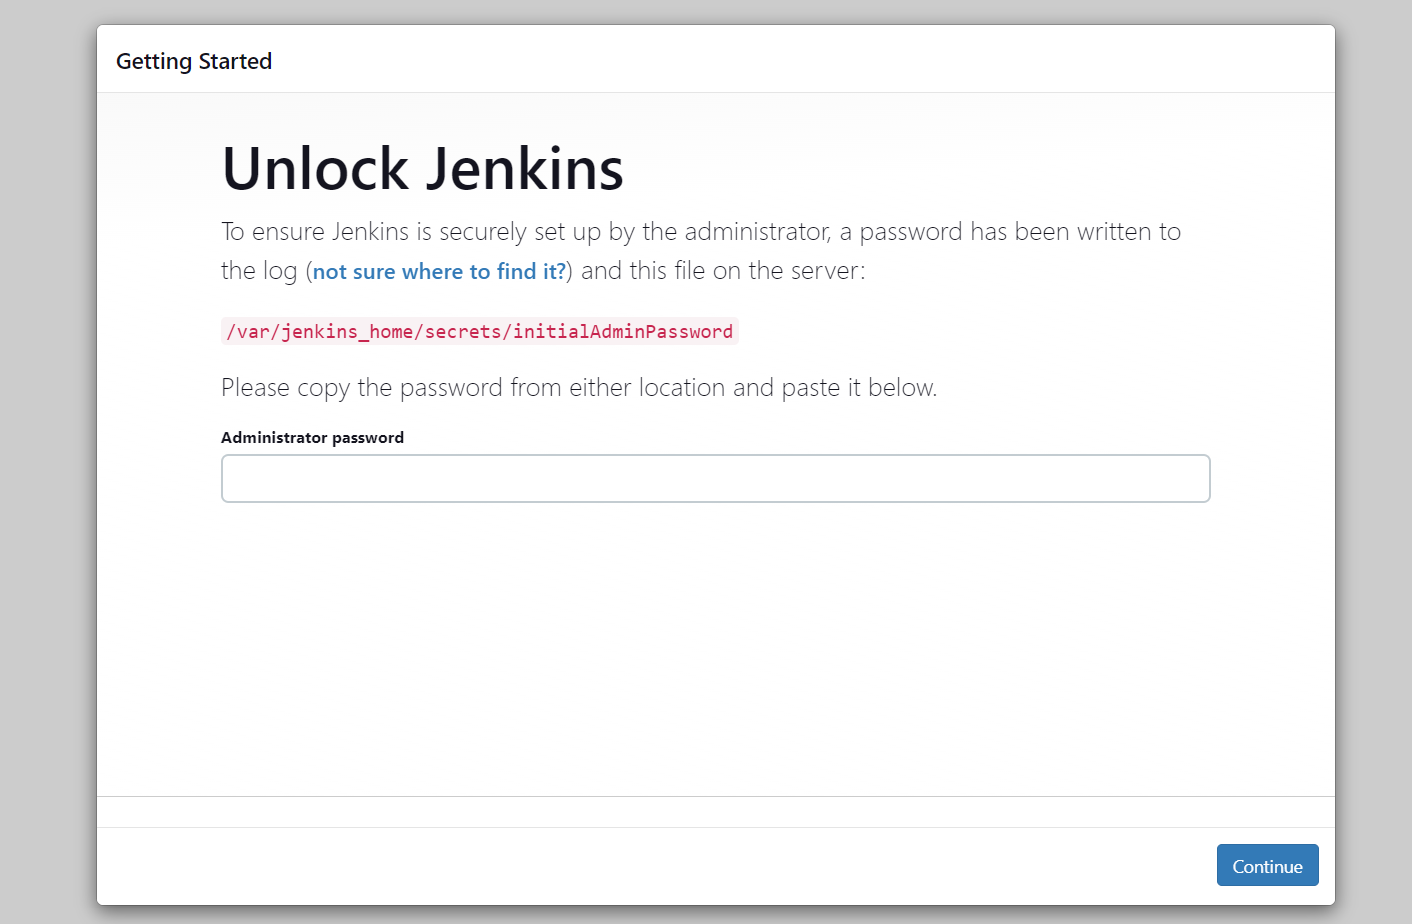 Getting Started
Unlock Jenkins
To ensure Jenkins is securely set up by the administrator, a password has been written to
the log (not sure where to find it?) and this file on the server:
/var/jenkins_home/secrets/initialAdminPassword
Please copy the password from either location and paste it below.
Administrator password
Continue